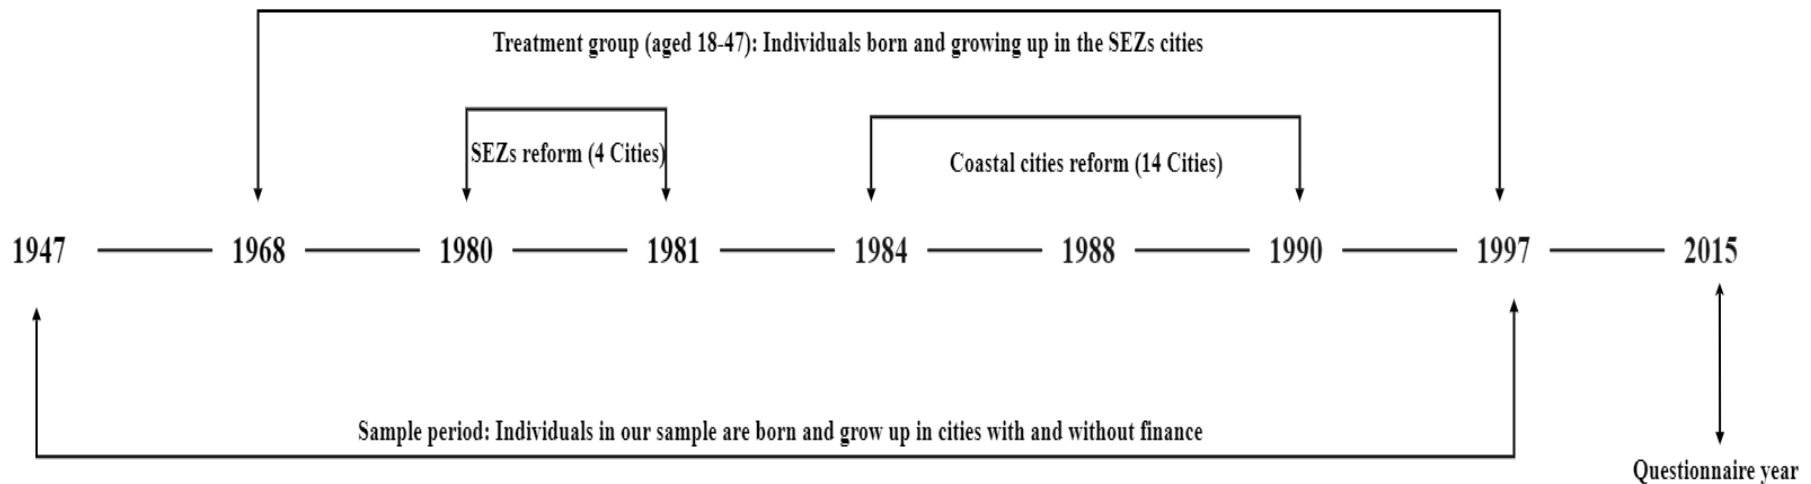 Treatment group (aged 18-47): Individuals born and growing up in the SEZs cities
SEZs reform (4 Cities)
Coastal cities reform (14 Cities)
1947 1968 1980 1981 1984 1988 1990 1997 2015
Sample period: Individuals in our sample are born and grow up in cities with and without finance
Questionnaire year